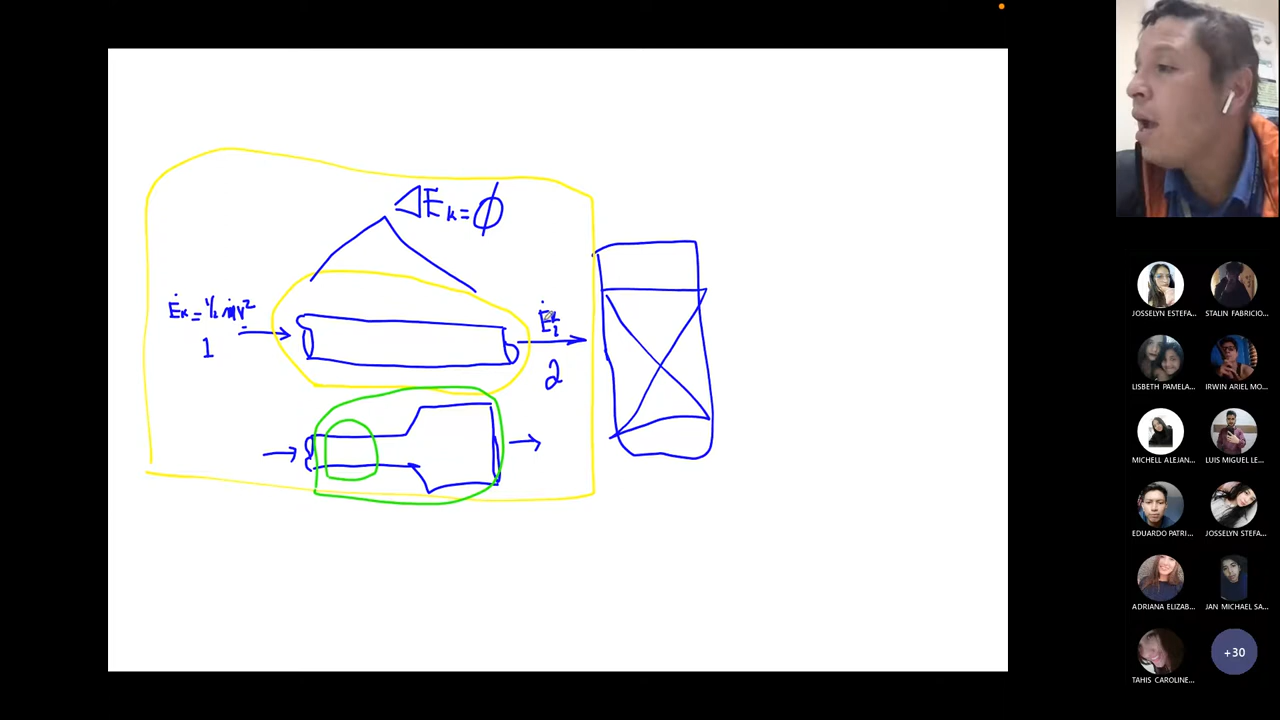 ΔEk=ϕ
Ėk = ½ ṁv²
1
2
JOSSELYN ESTEFA...
STALIN FABRICIO...
LISBETH PAMELA...
IRWIN ARIEL MO...
MICHELL ALEJAN...
LUIS MIGUEL LE...
EDUARDO PATRI...
JOSSELYN STEFA...
ADRIANA ELIZAB...
JAN MICHAEL SA...
TAHIS CAROLINE...
+30